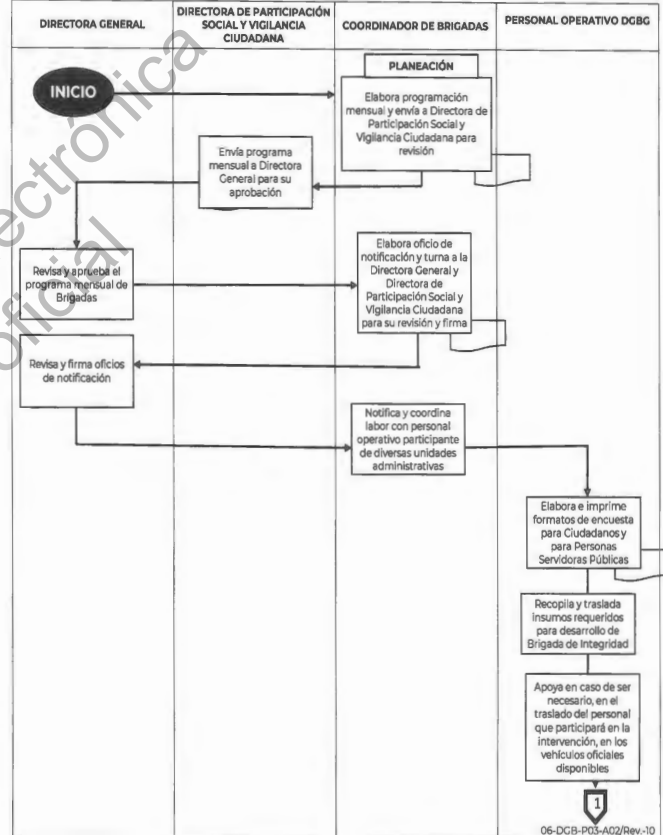 DIRECTORA GENERAL
DIRECTORA DE PARTICIPACIÓN
SOCIAL Y VIGILANCIA
CIUDADANA
COORDINADOR DE BRIGADAS
PERSONAL OPERATIVO DGBG
INICIO
PLANEACIÓN
Elabora programación
mensual y envía a Directora de
Participación Social y
Vigilancia Ciudadana para
revisión
Envía programa
mensual a Directora
General para su
aprobación
Revisa y aprueba el
programa mensual de
Brigadas
Elabora oficio de
notificación y turna a la
Directora General y
Directora de
Participación Social y
Vigilancia Ciudadana
para su revisión y firma
Revisa y firma oficios
de notificación
Notifica y coordina
labor con personal
operativo participante
de diversas unidades
administrativas
Elabora e imprime
formatos de encuesta
para Ciudadanos y
para Personas
Servidoras Públicas
Recopila y traslada
insumos requeridos
para desarrollo de
Brigada de Integridad
Apoya en caso de ser
necesario, en el
traslado del personal
que participará en la
intervención, en los
vehículos oficiales
disponibles
1
06-DGB-P03-A02/Rev.-19
oficial